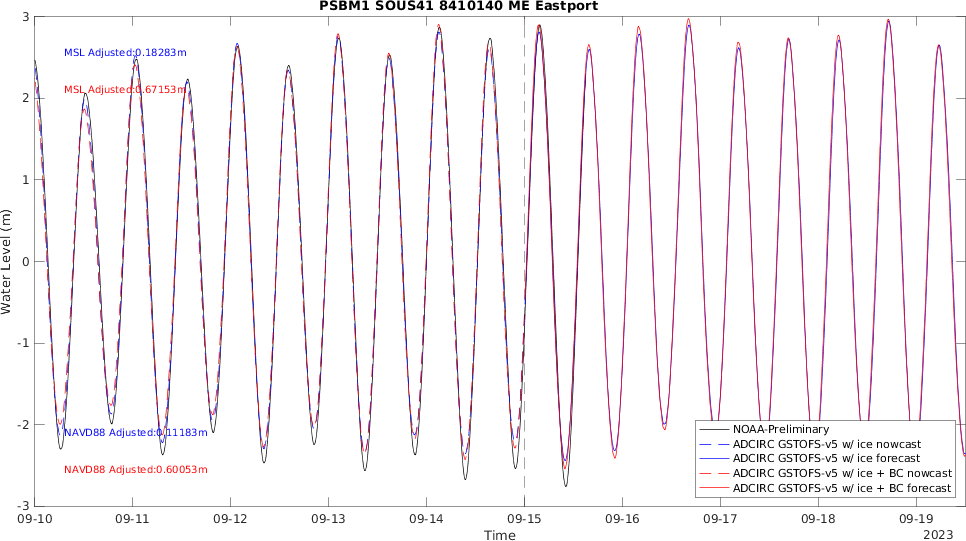 PSBM1 SOUS41 8410140 ME Eastport
3
2
1
0
-1
-2
-3
Water Level (m)
MSL Adjusted:0.18283m
MSL Adjusted:0.67153m
NAVD88 Adjusted:0.11183m
NAVD88 Adjusted:0.60053m
NOAA-Preliminary
ADCIRC GSTOFS-v5 w/ ice nowcast
ADCIRC GSTOFS-v5 w/ ice forecast
ADCIRC GSTOFS-v5 w/ ice + BC nowcast
ADCIRC GSTOFS-v5 w/ ice + BC forecast
09-10 09-11 09-12 09-13 09-14 09-15 09-16 09-17 09-18 09-19
Time
2023